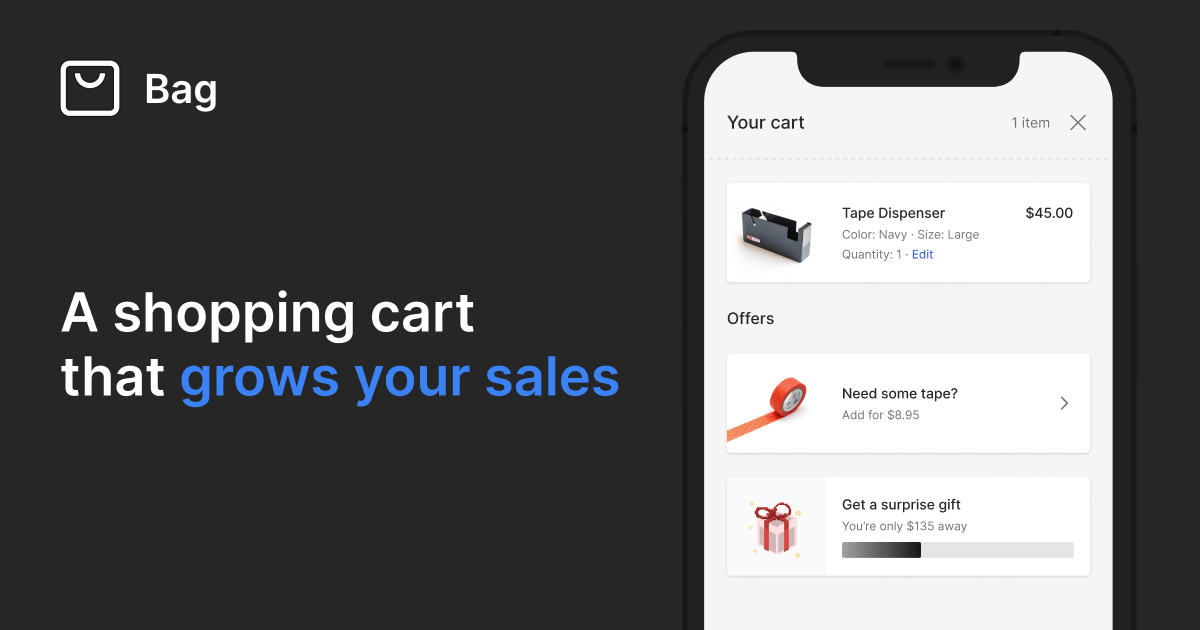 Bag
A shopping cart
that grows your sales
Your cart
1 item
Tape Dispenser
$45.00
Color: Navy · Size: Large
Quantity: 1 · Edit
Offers
Need some tape?
Add for $8.95
Get a surprise gift
You’re only $135 away